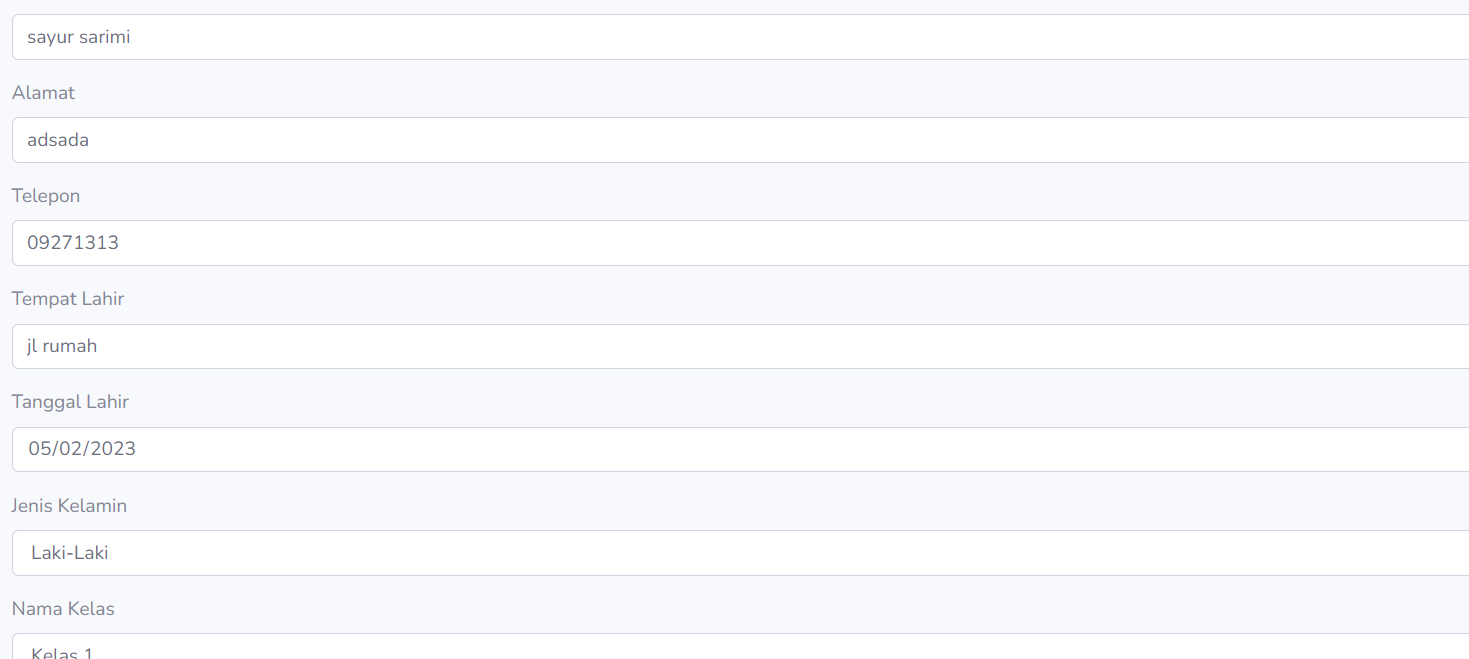 sayur sarimi
Alamat
adsada
Telepon
09271313
Tempat Lahir
jl rumah
Tanggal Lahir
05/02/2023
Jenis Kelamin
Laki-Laki
Nama Kelas
Kelas 1